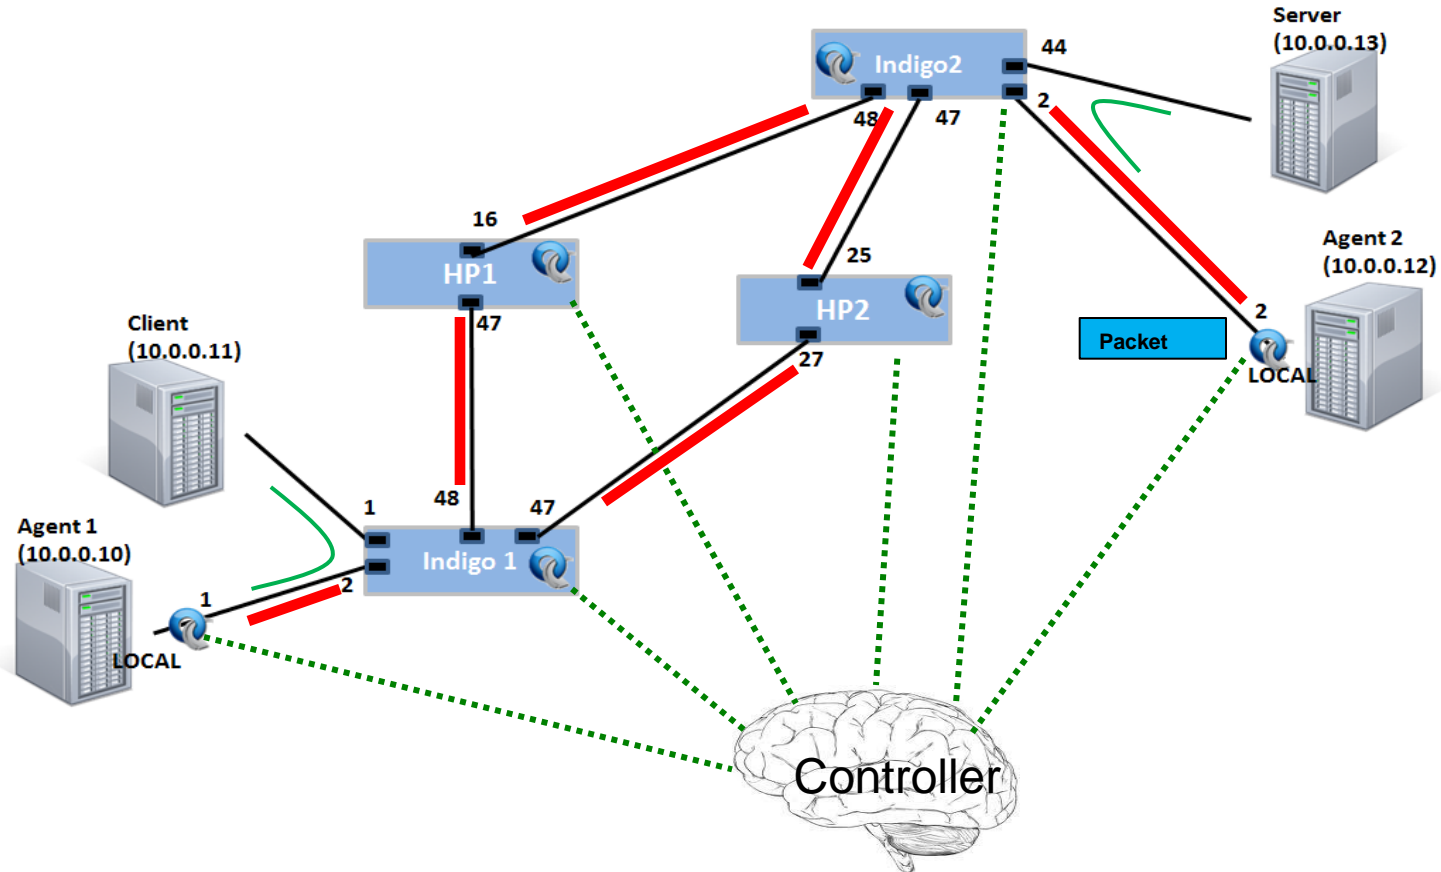 Server
(10.0.0.13)
44
Indigo2
2
48
47
16
Agent 2
(10.0.0.12)
HP1
25
HP2
2
Packet
LOCAL
47
Client
(10.0.0.11)
27
48
47
1
Agent 1
(10.0.0.10)
Indigo 1
2
1
LOCAL
Controller